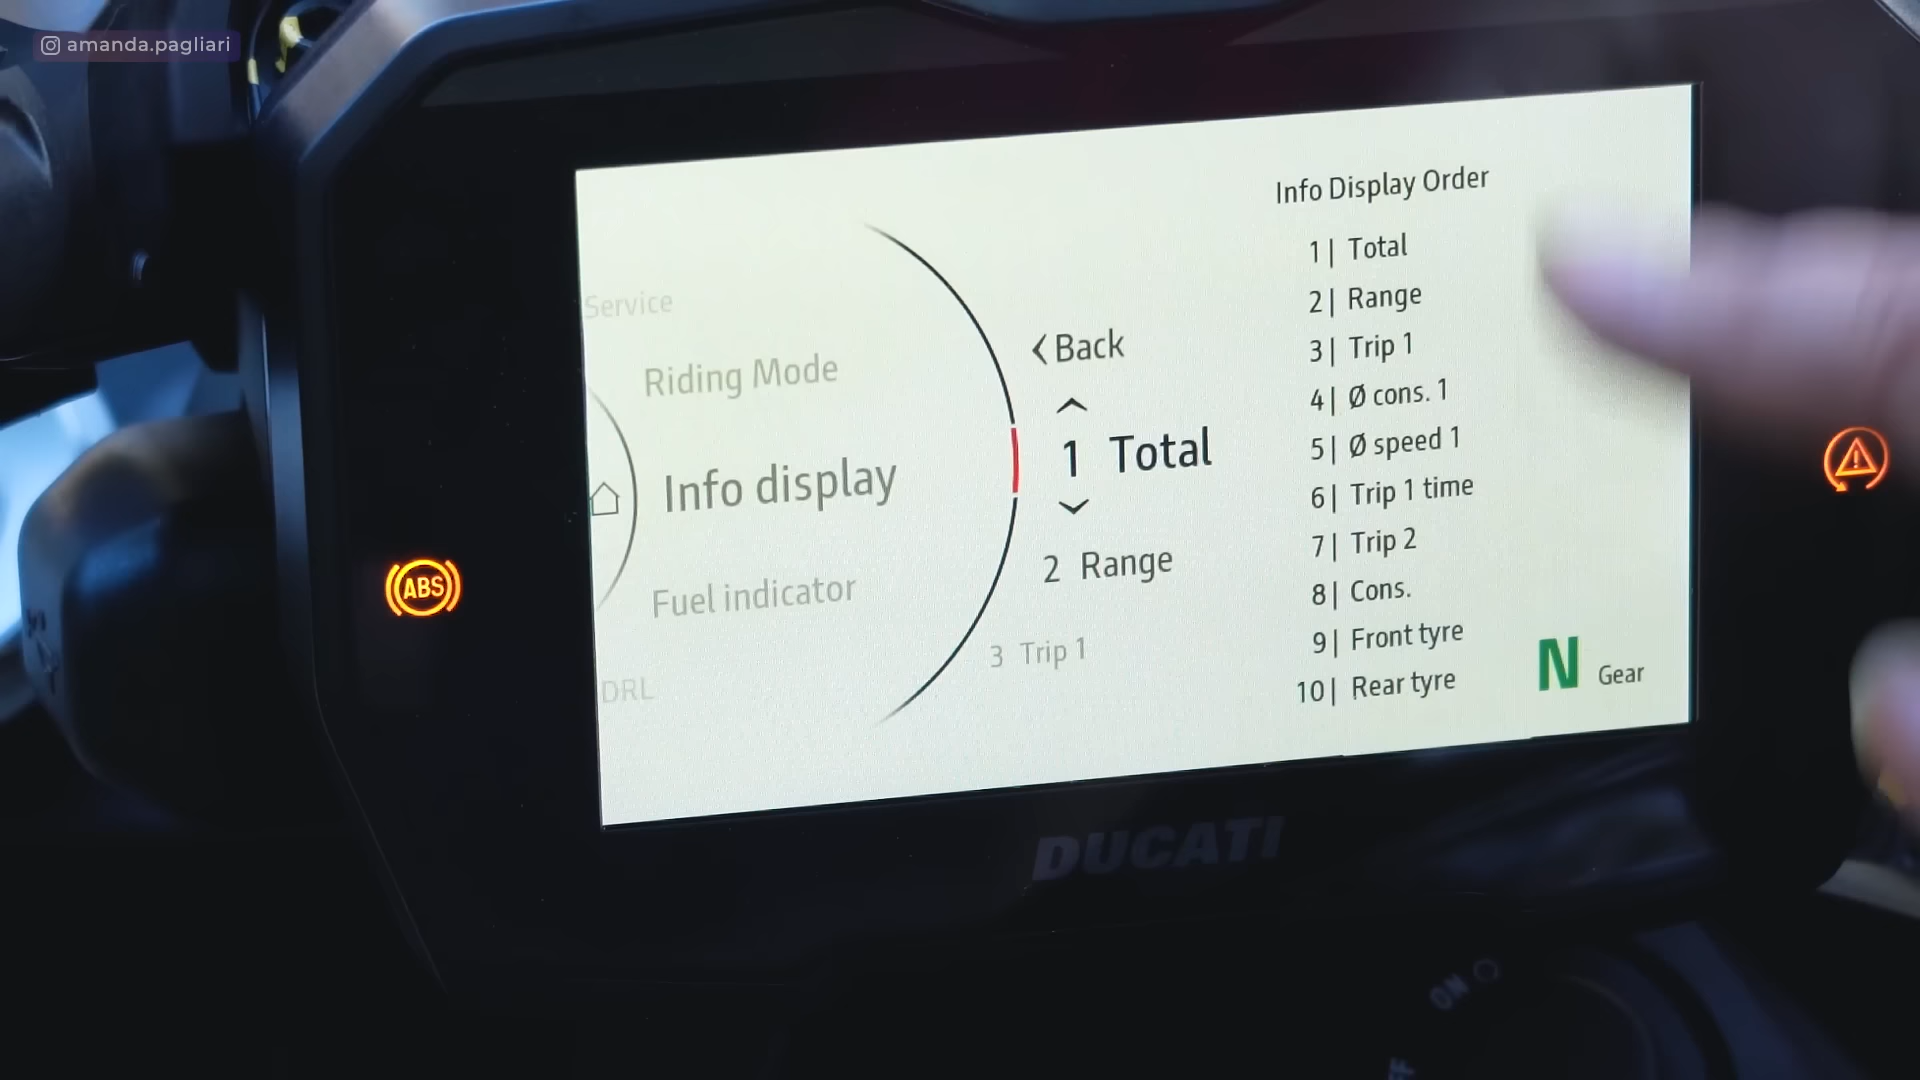 amanda.pagliari
Service
Riding Mode
Info display
Fuel indicator
DRL
Back
1 Total
2 Range
3 Trip 1
Info Display Order
1| Total
2| Range
3| Trip 1
4| Ø cons. 1
5| Ø speed 1
6| Trip 1 time
7| Trip 2
8| Cons.
9| Front tyre
10| Rear tyre
N Gear
ABS
DUCATI
ON